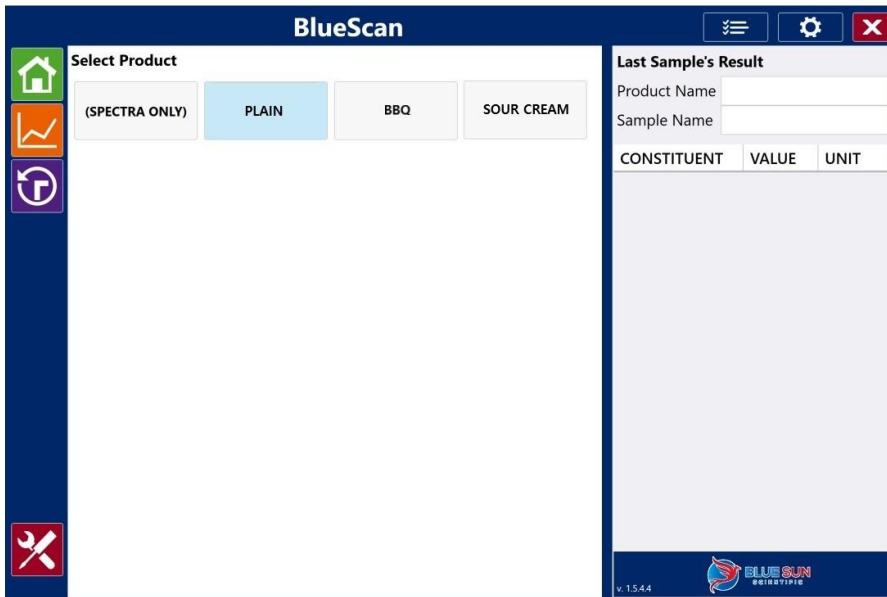 BlueScan
Select Product
(SPECTRA ONLY) PLAIN BBQ SOUR CREAM
Last Sample's Result
Product Name
Sample Name
CONSTITUENT VALUE UNIT
v. 1.5.4.4
BLUE SUN
SCIENTIFIC